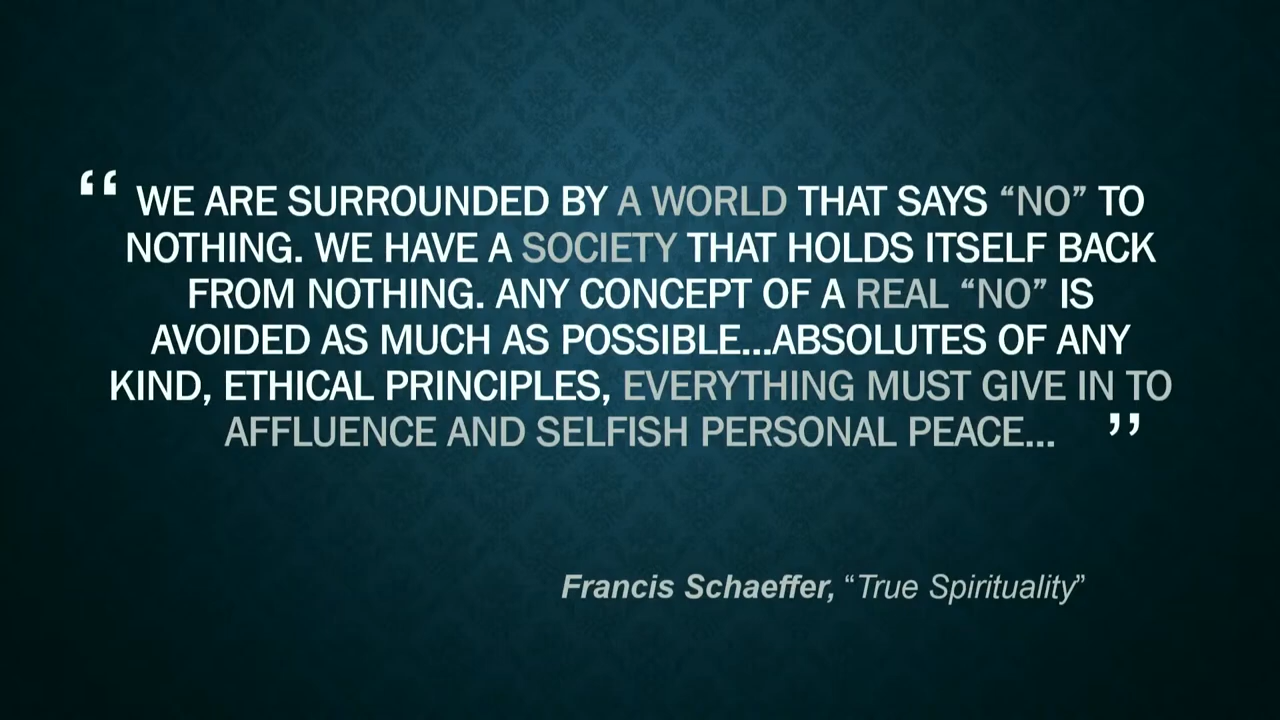 “ WE ARE SURROUNDED BY A WORLD THAT SAYS “NO” TO
NOTHING. WE HAVE A SOCIETY THAT HOLDS ITSELF BACK
FROM NOTHING. ANY CONCEPT OF A REAL “NO” IS
AVOIDED AS MUCH AS POSSIBLE...ABSOLUTES OF ANY
KIND, ETHICAL PRINCIPLES, EVERYTHING MUST GIVE IN TO
AFFLUENCE AND SELFISH PERSONAL PEACE... ”
Francis Schaeffer, “True Spirituality”